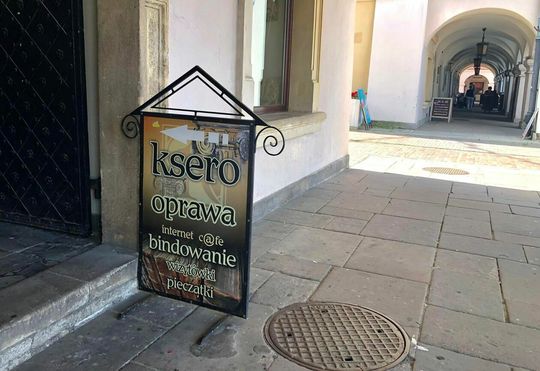 ksero
oprawa
internet c@fe
bindowanie
wizytówki
pieczątki